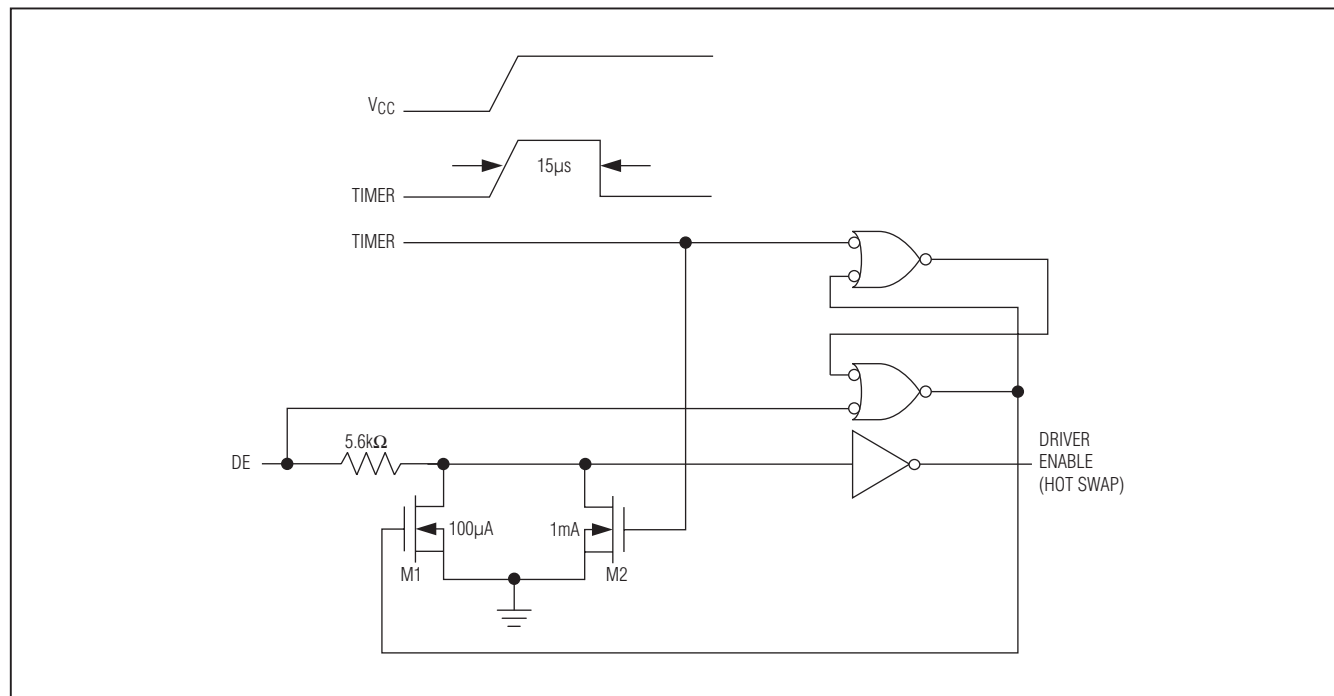 VCC
15µs
TIMER
TIMER
DE
5.6kΩ
DRIVER
ENABLE
(HOT SWAP)
100µA
1mA
M1
M2